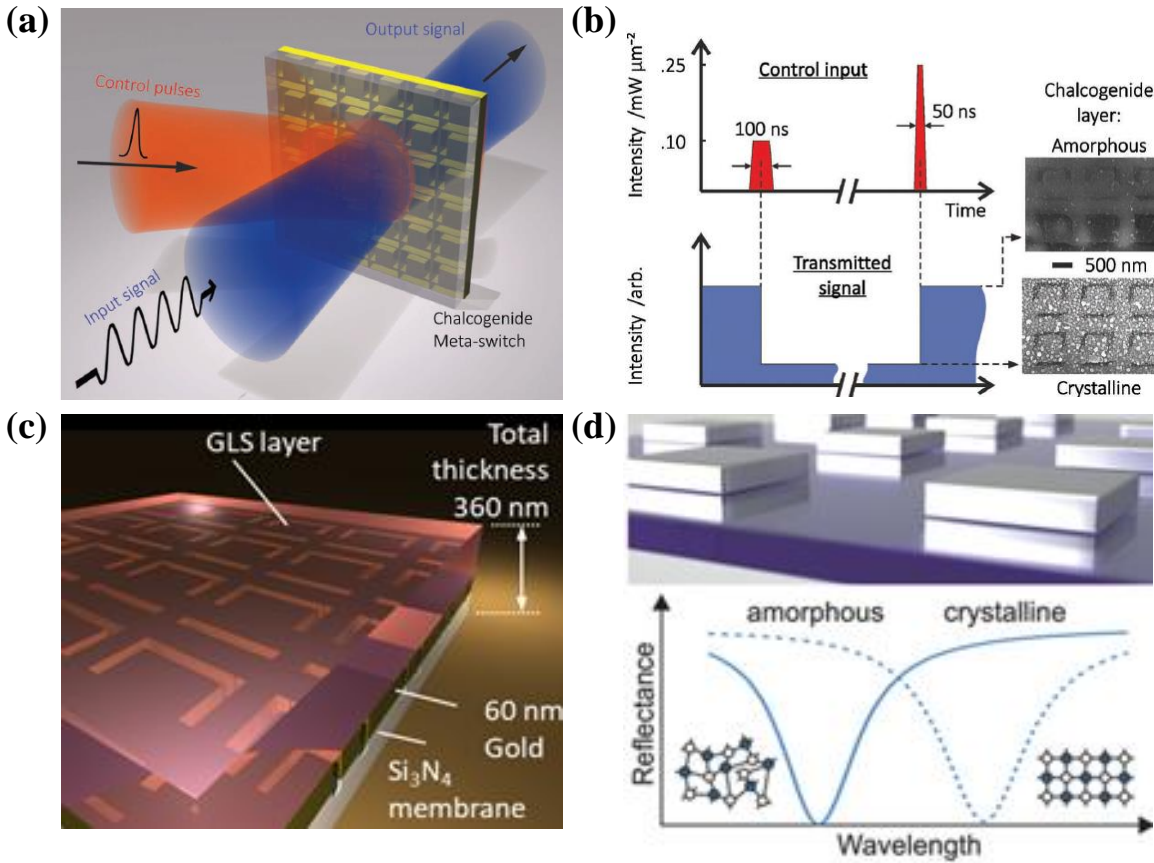 (a)
Output signal
Control pulses
Input signal
Chalcogenide
Meta-switch
(b)
Intensity /mW µm⁻²
.25
.10
Control input
100 ns
50 ns
Time
Chalcogenide
layer:
Amorphous
Transmitted
signal
Intensity /arb.
500 nm
Crystalline
(c)
GLS layer
Total
thickness
360 nm
60 nm
Gold
Si₃N₄
membrane
(d)
amorphous
crystalline
Reflectance
Wavelength